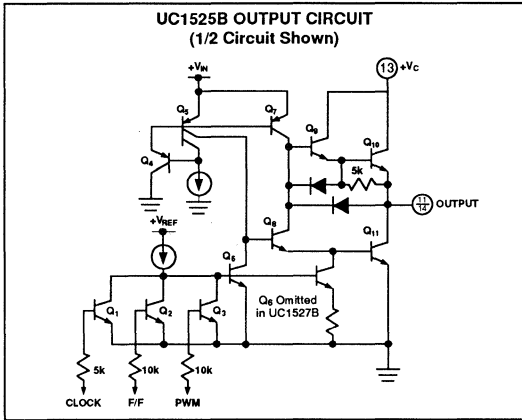 UC1525B OUTPUT CIRCUIT
(1/2 Circuit Shown)
+VIN
13 +VC
Q5
Q7
Q9
Q10
Q4
5k
11/14 OUTPUT
+VREF
Q8
Q11
Q6
Q1
Q2
Q3
Q6 Omitted
in UC1527B
5k
10k
10k
CLOCK
F/F
PWM